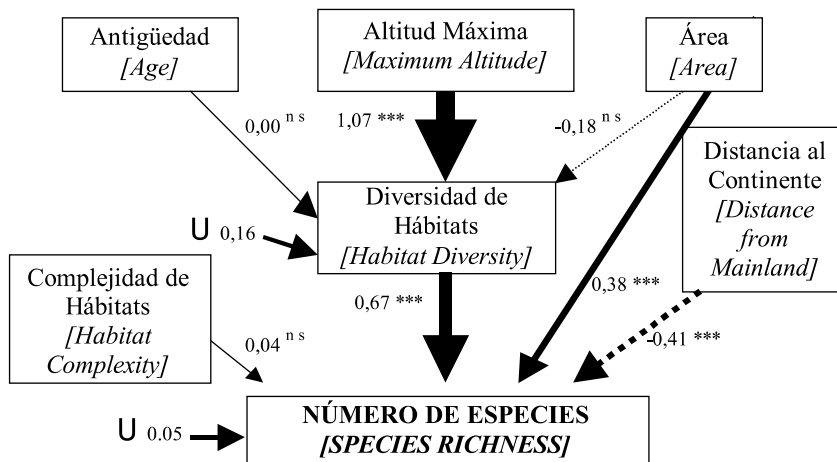 Antigüedad
[Age]
Altitud Máxima
[Maximum Altitude]
Área
[Area]
0,00 n s
1,07 ***
-0,18 n s
Distancia al
Continente
[Distance
from
Mainland]
Diversidad de
Hábitats
[Habitat Diversity]
U 0,16
Complejidad de
Hábitats
[Habitat
Complexity]
0,67 ***
0,38 ***
0,04 n s
-0,41 ***
NÚMERO DE ESPECIES
[SPECIES RICHNESS]
U 0.05